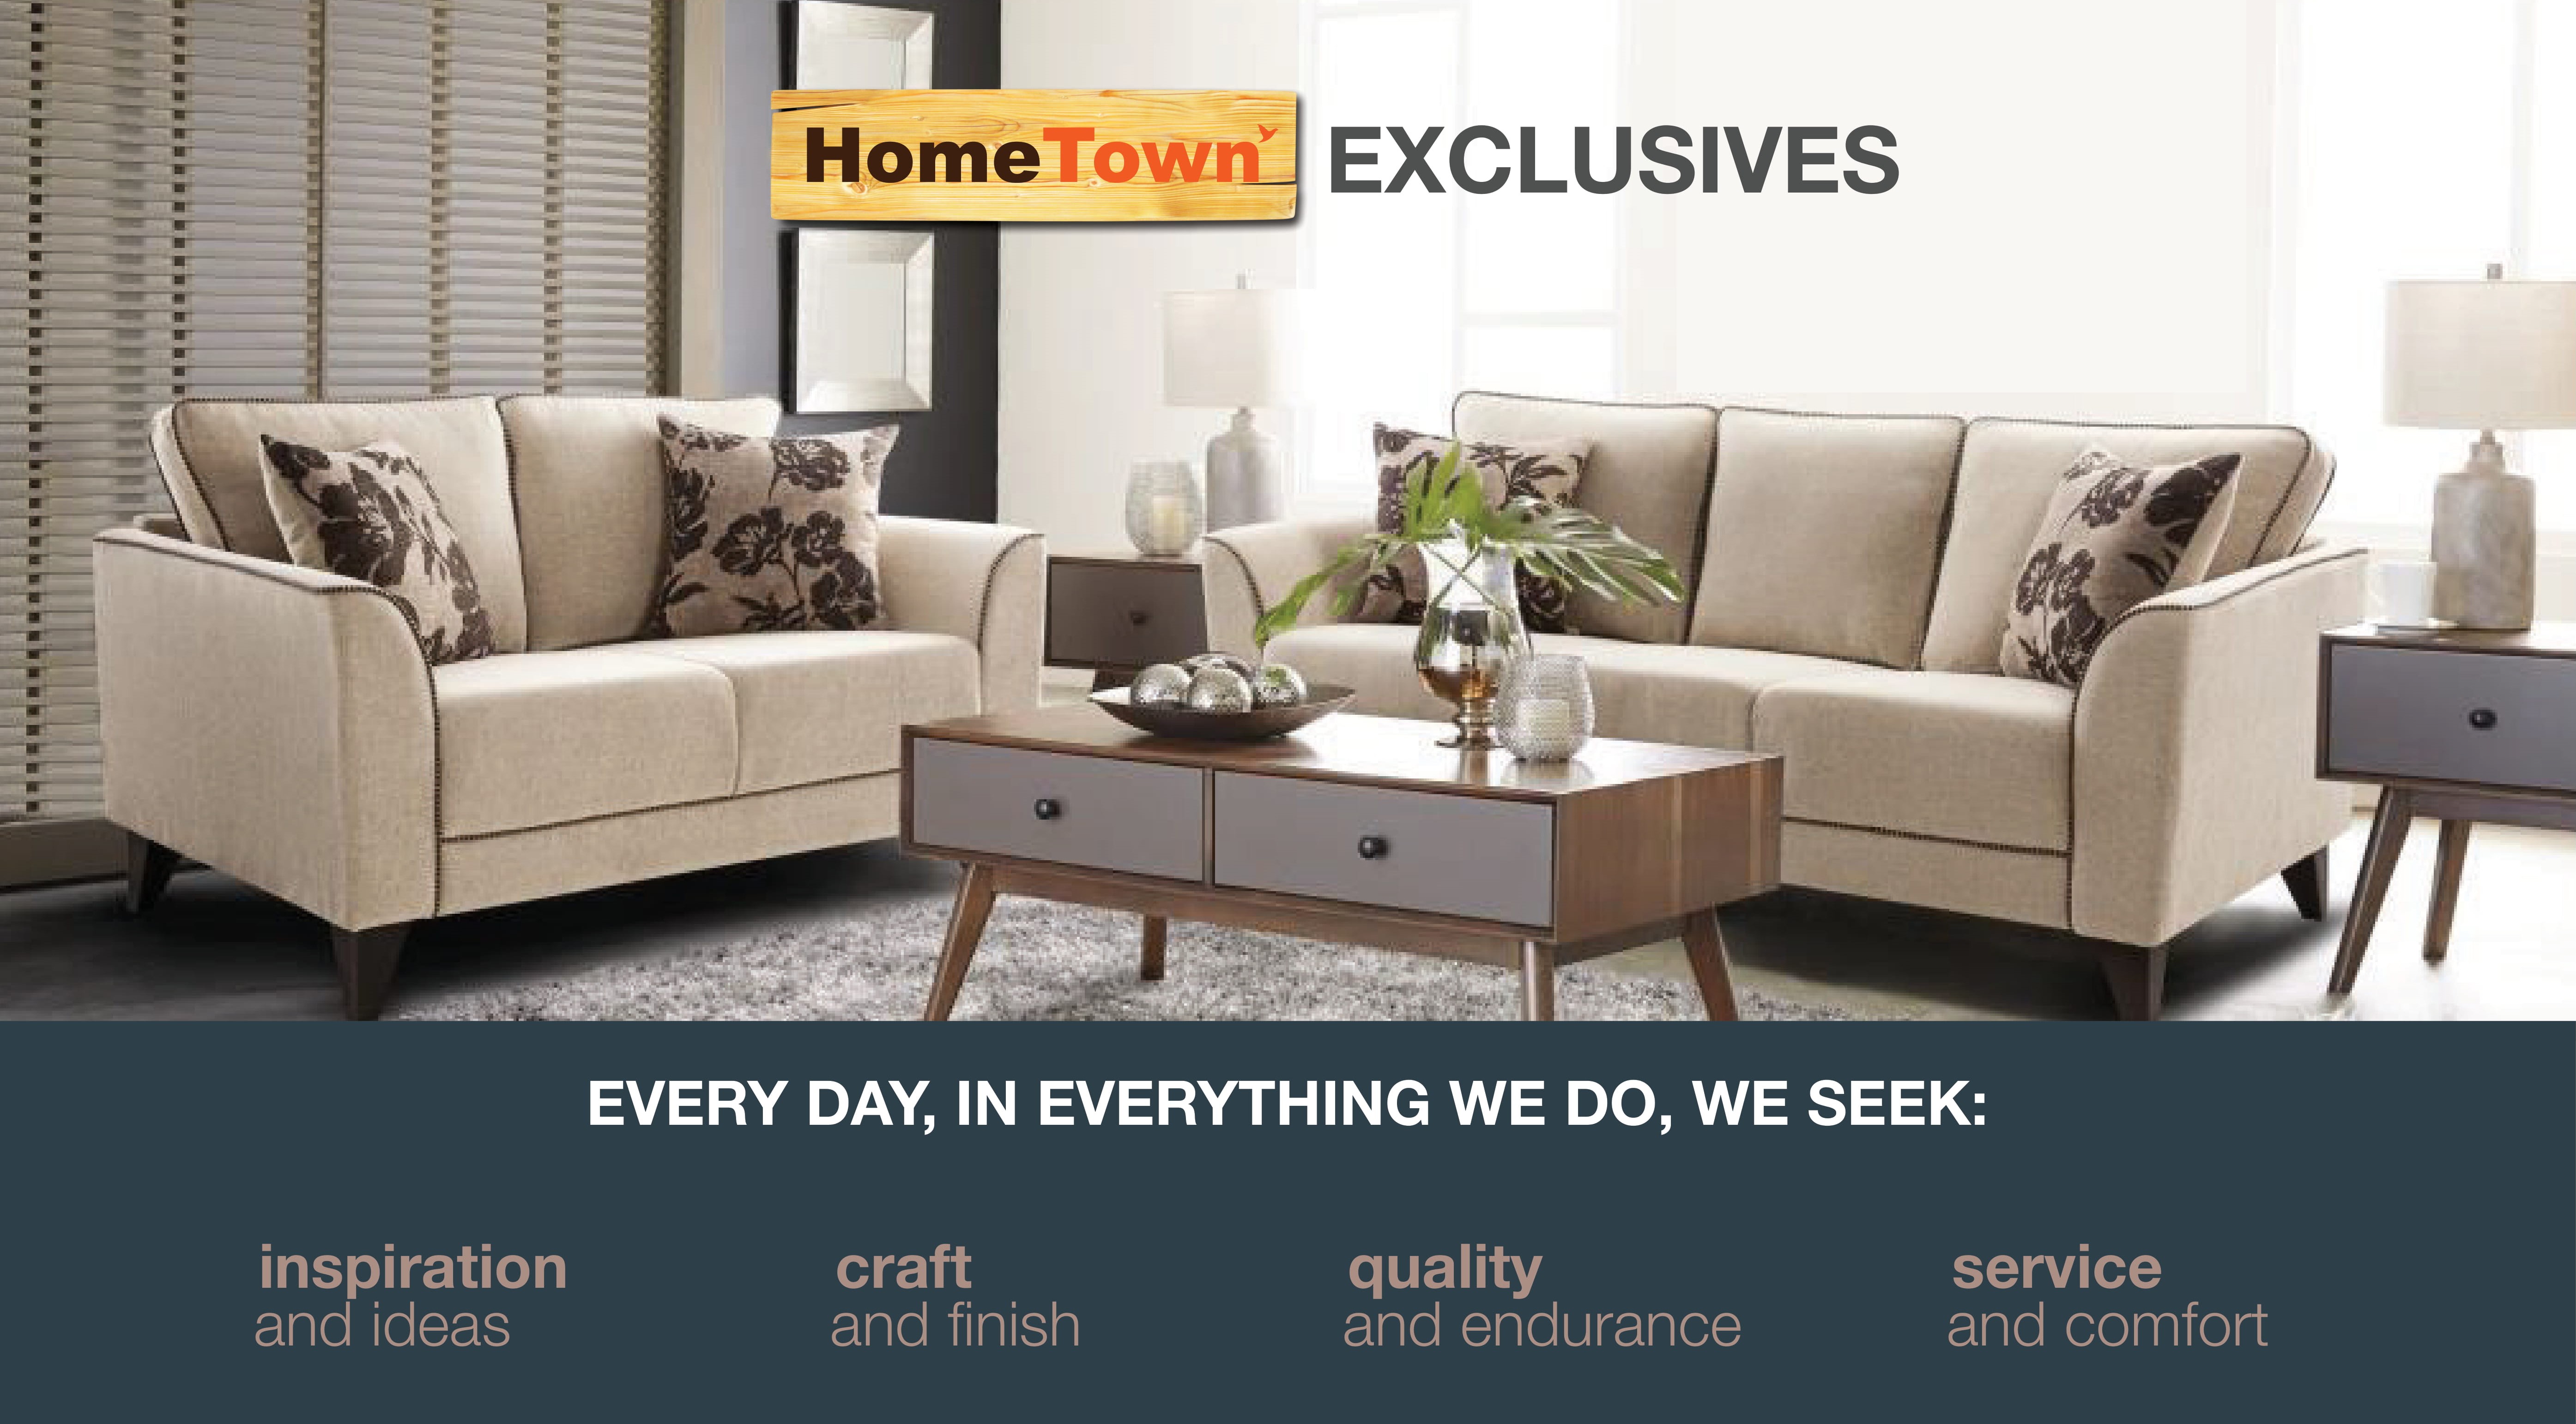 HomeTown EXCLUSIVES
EVERY DAY, IN EVERYTHING WE DO, WE SEEK:
inspiration
and ideas
craft
and finish
quality
and endurance
service
and comfort